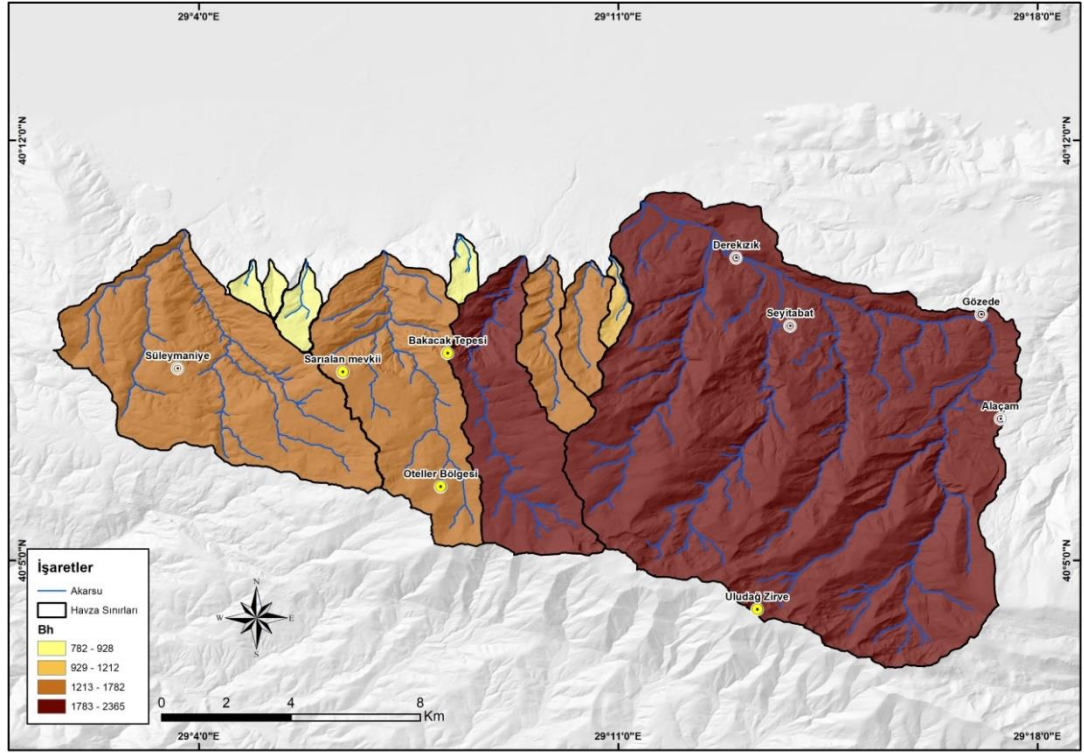 29°4'0"E
29°11'0"E
29°18'0"E
40°12'0"N
40°12'0"N
Derekızık
Gözede
Seyitabat
Bakacak Tepesi
Süleymaniye
Sarıalan mevkii
Alaçam
Oteller Bölgesi
40°5'0"N
40°5'0"N
Uludağ Zirve
İşaretler
Akarsu
Havza Sınırları
Bh
782 - 928
929 - 1212
1213 - 1782
1783 - 2365
N
W
E
S
0 2 4 8
Km
29°4'0"E
29°11'0"E
29°18'0"E